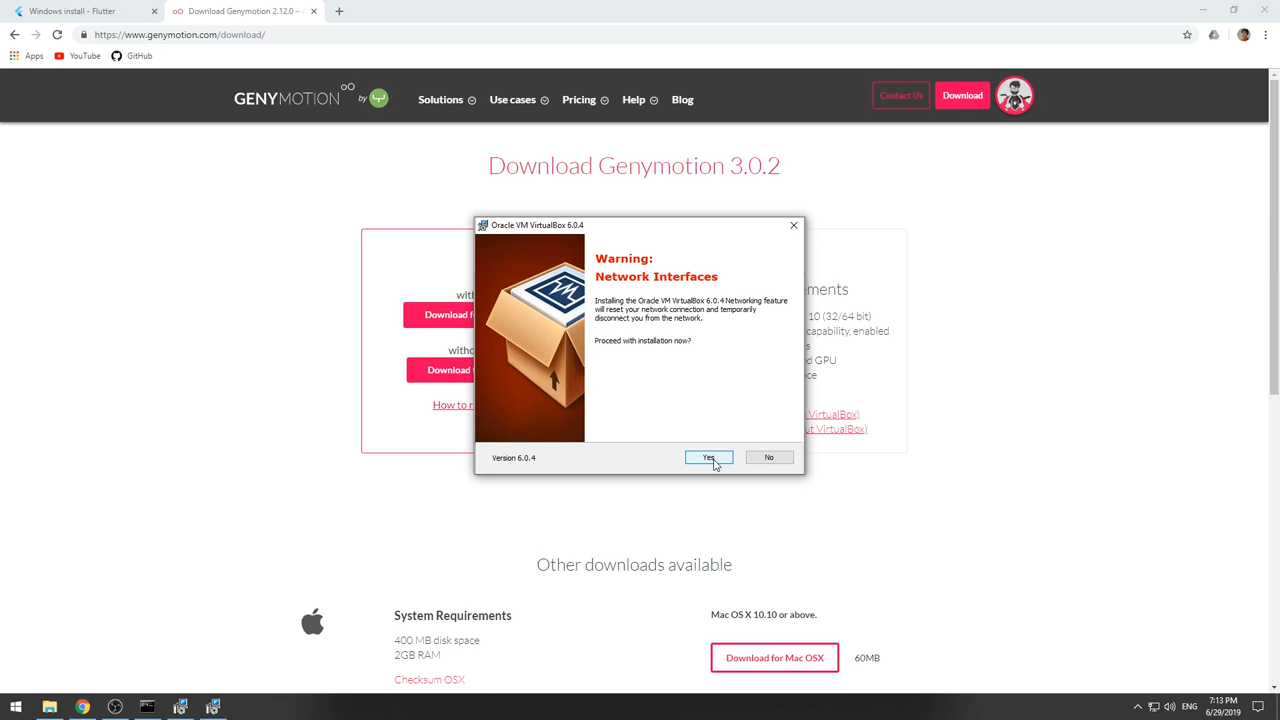 Windows install - Flutter
Download Genymotion 2.12.0 –
https://www.genymotion.com/download/
Apps
YouTube
GitHub
GENYMOTION by
Solutions
Use cases
Pricing
Help
Blog
Contact Us
Download
Download Genymotion 3.0.2
Oracle VM VirtualBox 6.0.4
Warning:
Network Interfaces
Installing the Oracle VM VirtualBox 6.0.4 Networking feature
will reset your network connection and temporarily
disconnect you from the network.
Proceed with installation now?
Version 6.0.4
Yes
No
with
Download f
witho
Download
How to r
ments
10 (32/64 bit)
capability, enabled
s
ed GPU
ce
VirtualBox)
ut VirtualBox)
Other downloads available
System Requirements
400 MB disk space
2GB RAM
Checksum OSX
Mac OS X 10.10 or above.
Download for Mac OSX
60MB
ENG
7:13 PM
6/29/2019